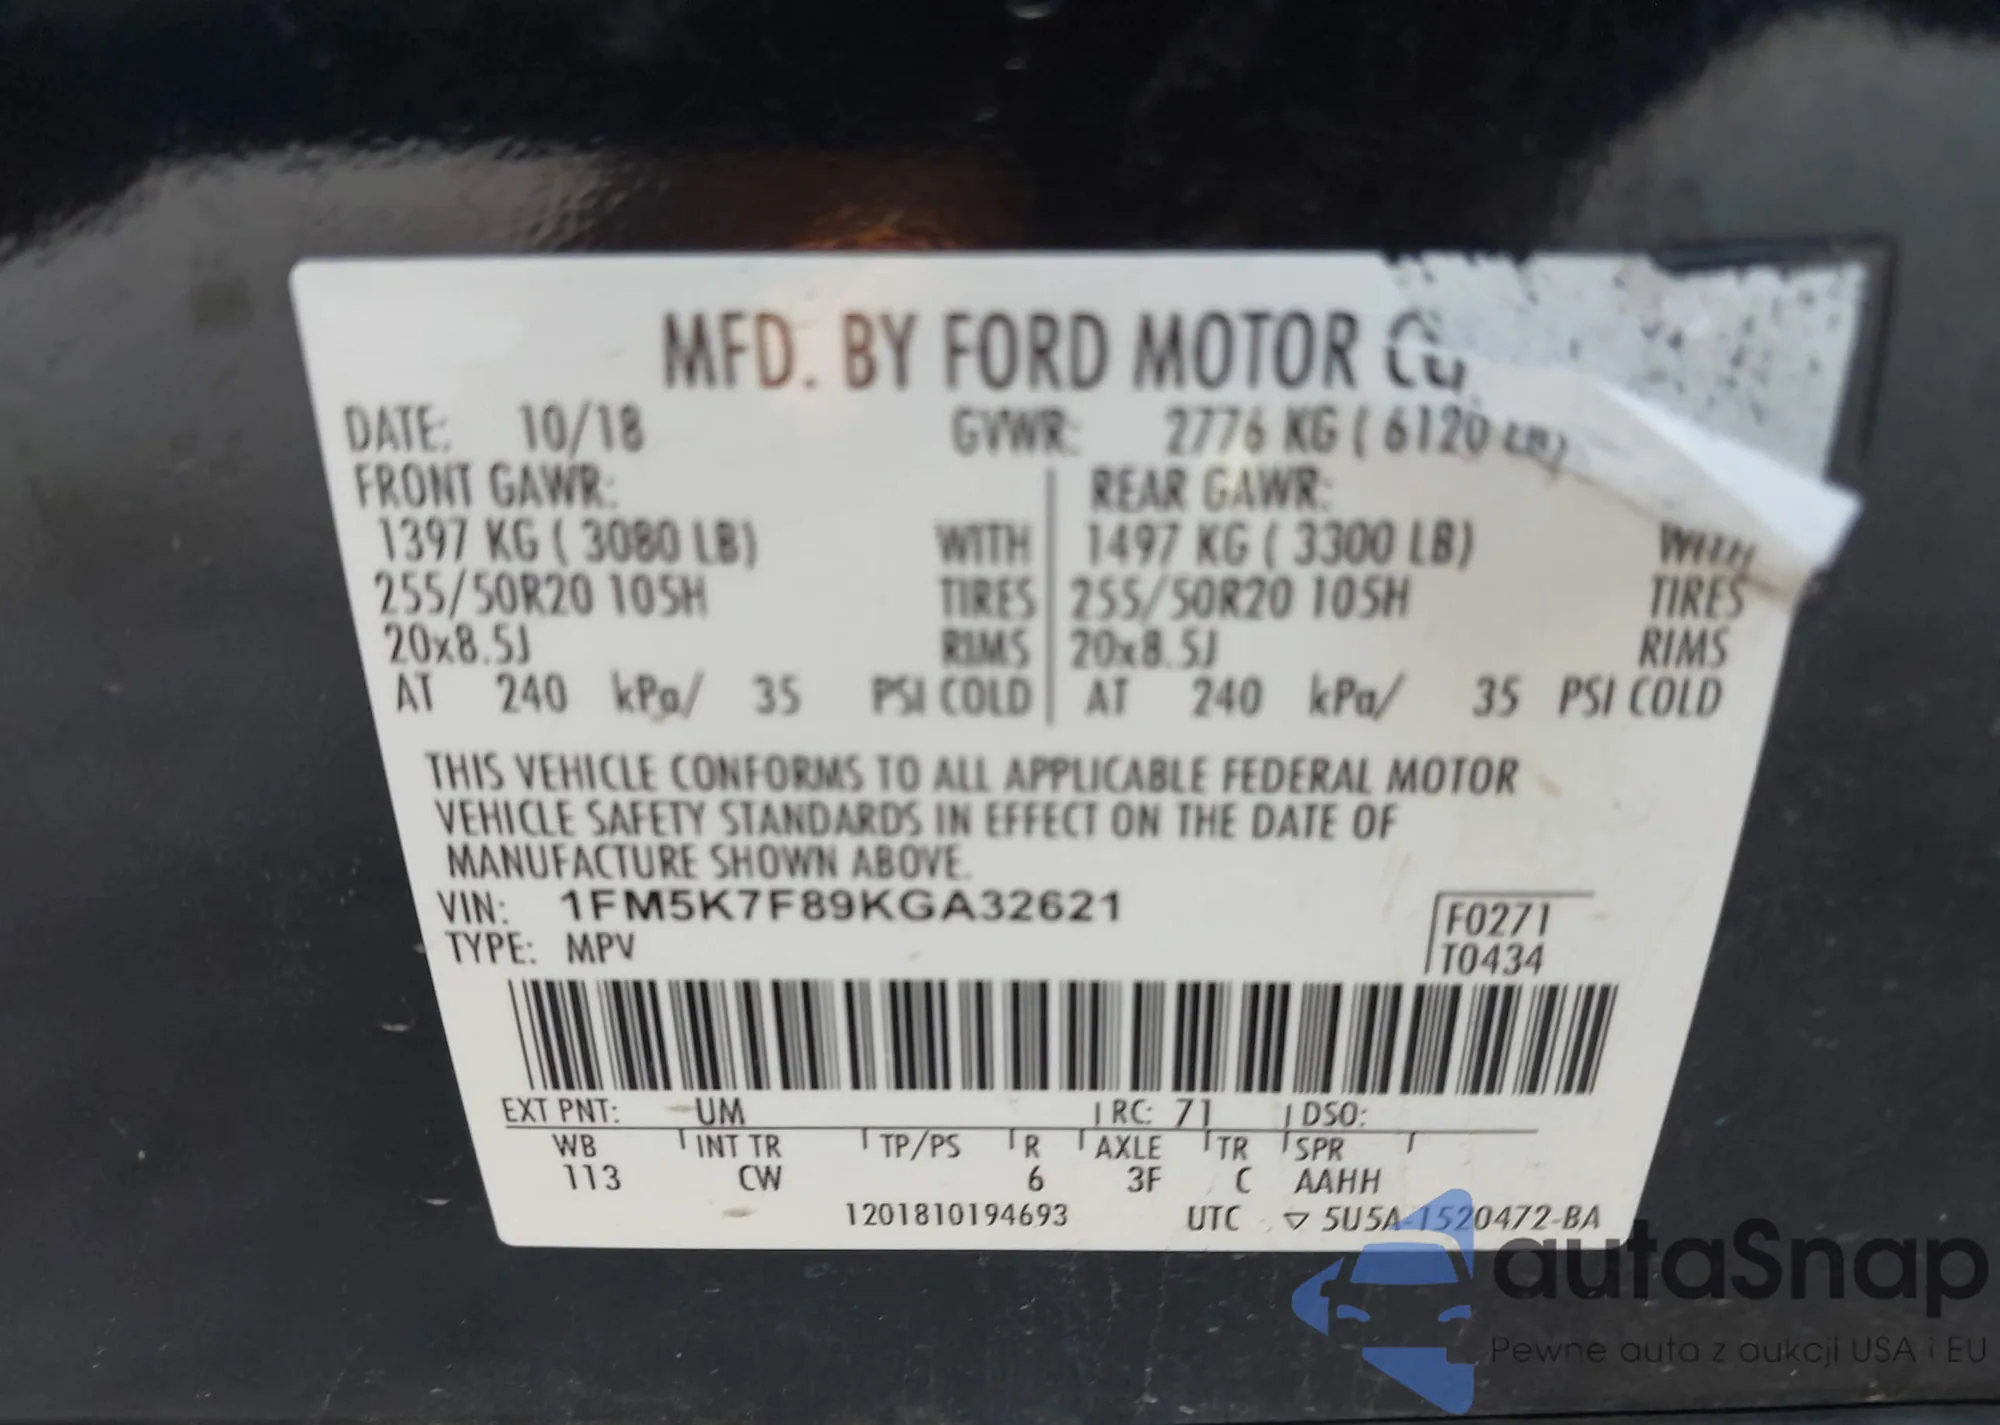 MFD. BY FORD MOTOR CO.
DATE: 10/18 GVWR: 2776 KG ( 6120 LB)
FRONT GAWR: REAR GAWR:
1397 KG ( 3080 LB) WITH 1497 KG ( 3300 LB) WITH
255/50R20 105H TIRES 255/50R20 105H TIRES
20x8.5J RIMS 20x8.5J RIMS
AT 240 kPa/ 35 PSI COLD AT 240 kPa/ 35 PSI COLD
THIS VEHICLE CONFORMS TO ALL APPLICABLE FEDERAL MOTOR
VEHICLE SAFETY STANDARDS IN EFFECT ON THE DATE OF
MANUFACTURE SHOWN ABOVE.
VIN: 1FM5K7F89KGA32621 F0271
TYPE: MPV T0434
EXT PNT: UM RC: 71 DSO:
WB INT TR TP/PS R AXLE TR SPR
113 CW 6 3F C AAHH
1201810194693 UTC ▽ 5U5A-1520472-BA
autaSnap
Pewne auta z aukcji USA i EU